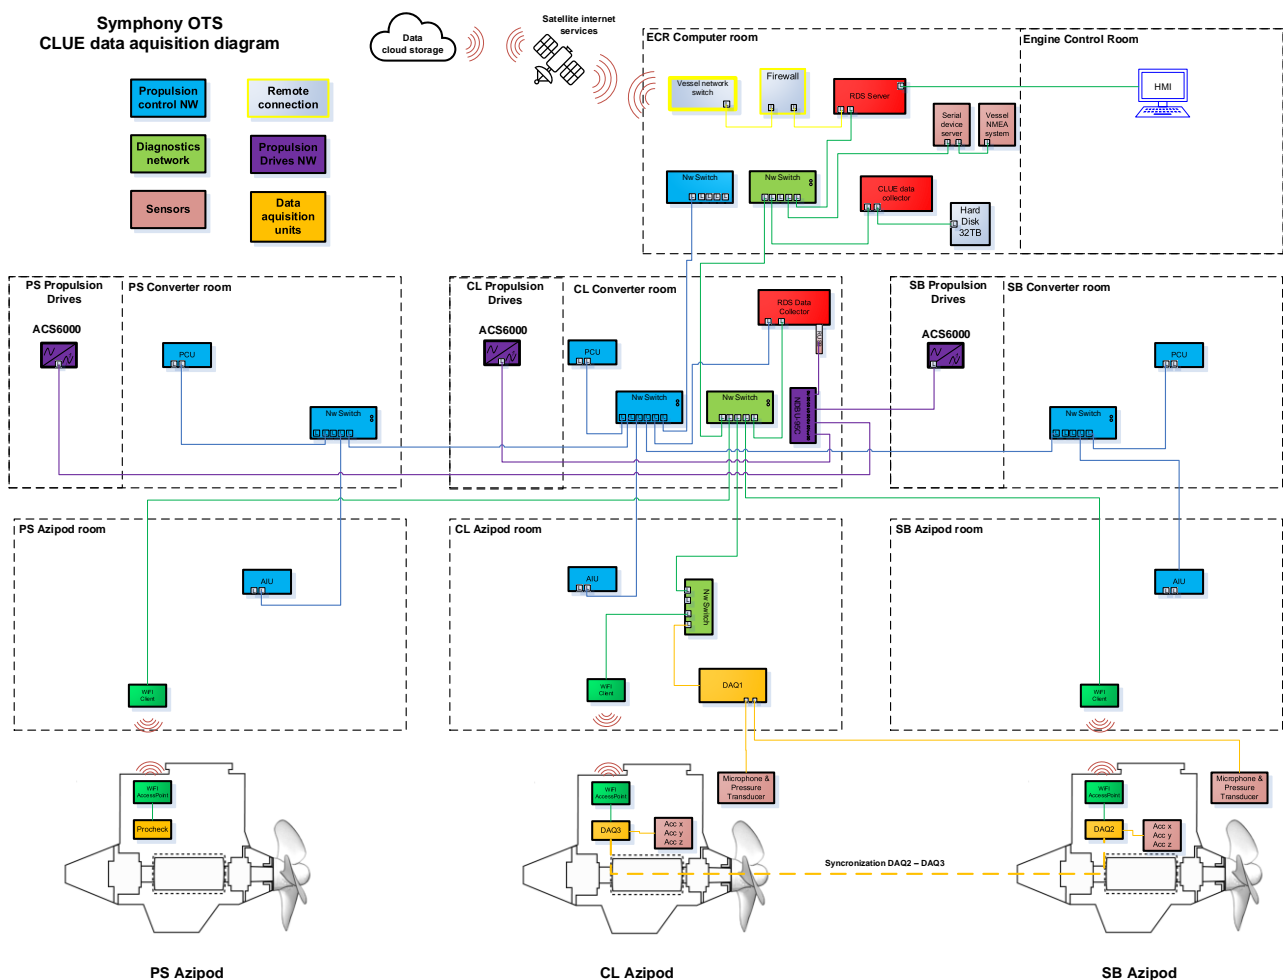 Symphony OTS
CLUE data aquisition diagram
Propulsion
control NW
Remote
connection
Diagnostics
network
Propulsion
Drives NW
Sensors
Data
aquisition
units
Data
cloud storage
Satellite internet
services
ECR Computer room
Engine Control Room
Vessel network
switch
Firewall
RDS Server
HMI
Serial
device
server
Vessel
NMEA
system
Nw Switch
Nw Switch
CLUE data
collector
Hard
Disk
32TB
PS Propulsion
Drives
PS Converter room
ACS6000
PCU
Nw Switch
CL Propulsion
Drives
CL Converter room
ACS6000
PCU
RDS Data
Collector
Nw Switch
Nw Switch
NDBU-95C
SB Propulsion
Drives
SB Converter room
ACS6000
PCU
Nw Switch
PS Azipod room
AIU
WiFi
Client
CL Azipod room
AIU
Nw Switch
WiFi
Client
DAQ1
SB Azipod room
AIU
WiFi
Client
WiFi
AccessPoint
Procheck
WiFi
AccessPoint
DAQ3
Acc x
Acc y
Acc z
Microphone &
Pressure
Transducer
WiFi
AccessPoint
DAQ2
Acc x
Acc y
Acc z
Microphone &
Pressure
Transducer
Syncronization DAQ2 – DAQ3
PS Azipod
CL Azipod
SB Azipod